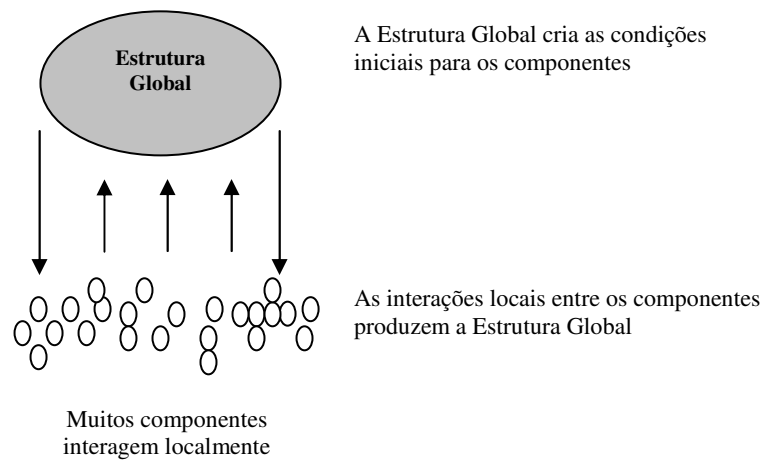 Estrutura
Global
A Estrutura Global cria as condições
iniciais para os componentes
As interações locais entre os componentes
produzem a Estrutura Global
Muitos componentes
interagem localmente